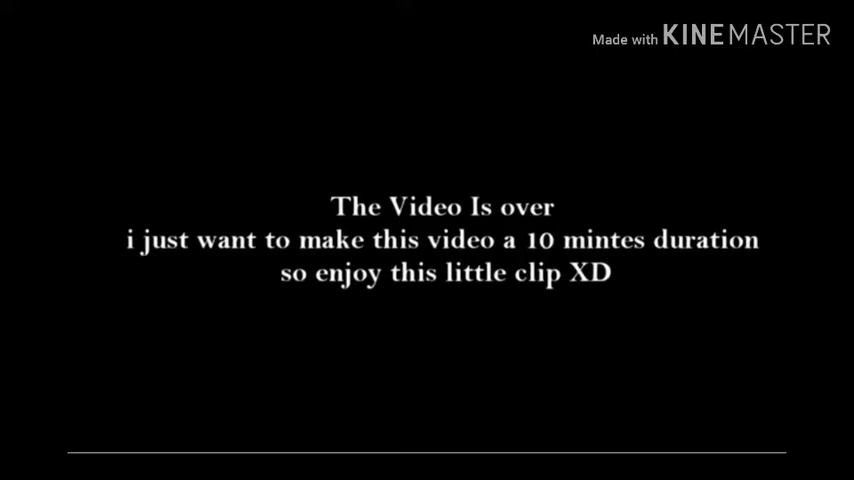 Made with KINEMASTER
The Video Is over
i just want to make this video a 10 mintes duration
so enjoy this little clip XD